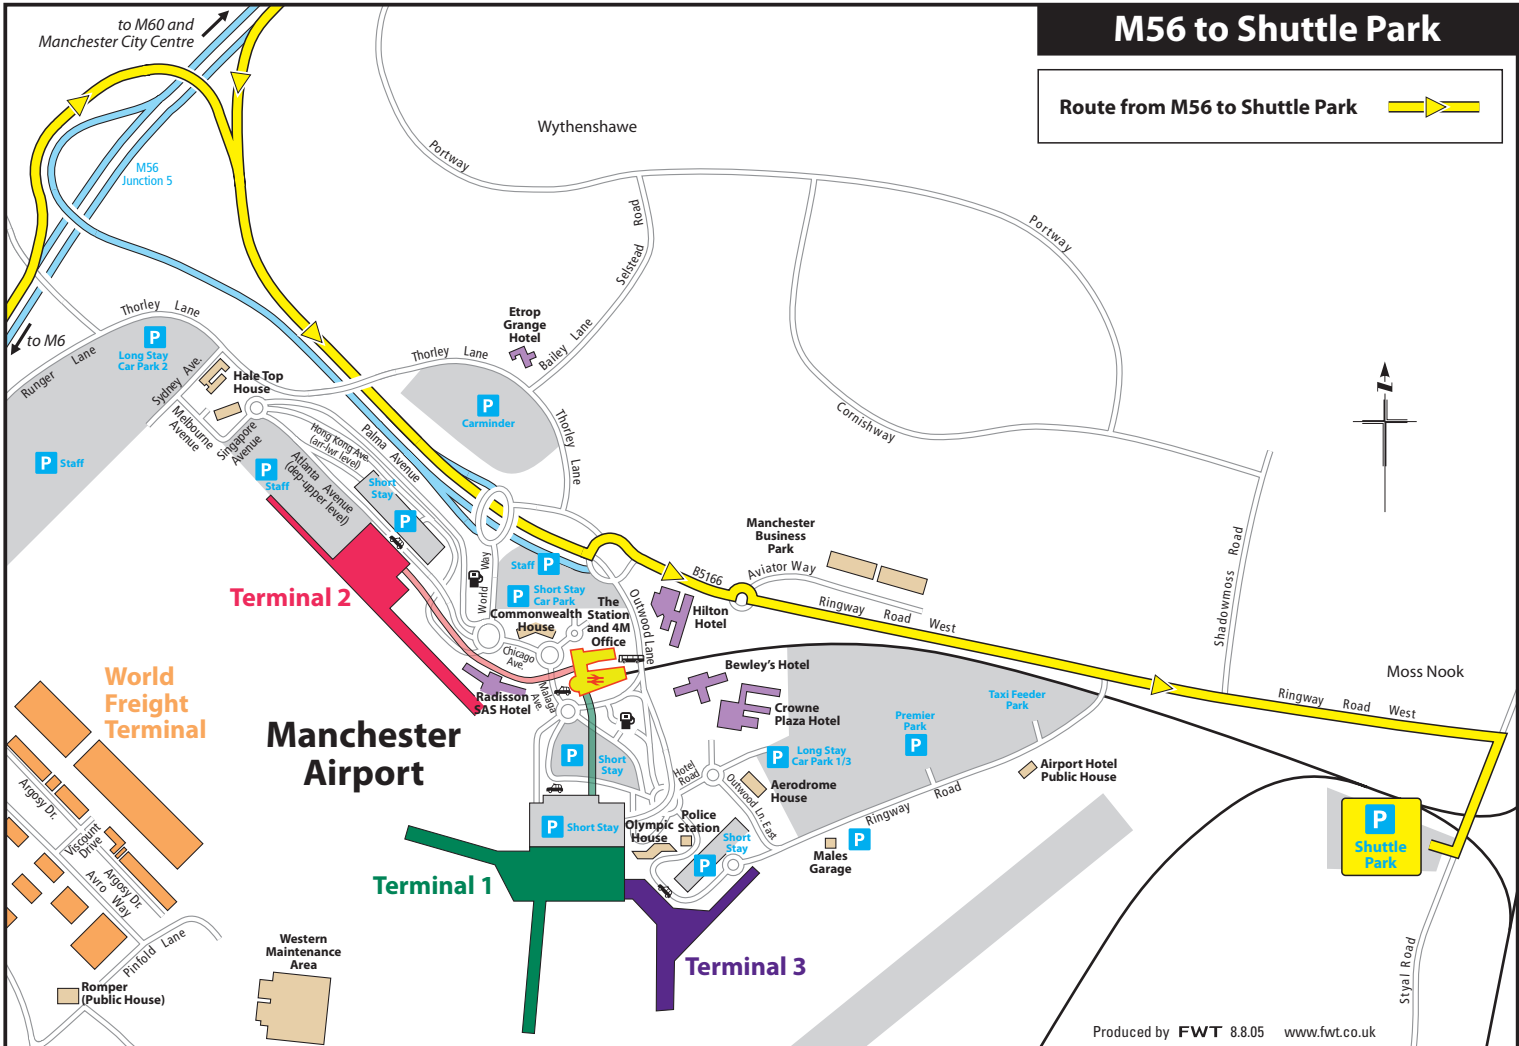 to M60 and
Manchester City Centre
M56 to Shuttle Park
Route from M56 to Shuttle Park
Wythenshawe
Portway
M56
Junction 5
Selstead Road
Portway
to M6
Thorley Lane
Runger Lane
P
Long Stay
Car Park 2
Sydney Ave.
Etrop
Grange
Hotel
Bailey Lane
Thorley Lane
Hale Top
House
P
Carminder
Thorley Lane
Cornishway
N
Melbourne
Avenue
Singapore
Avenue
Hong Kong Ave.
(arr-lwr level)
Palma Avenue
P Staff
P
Staff
Atlanta Avenue
(dep-upper level)
Short
Stay
P
Manchester
Business
Park
Aviator Way
B5166
Ringway Road West
Shadowmoss Road
World Way
Staff P
P Short Stay
Car Park
Commonwealth
House
The
Station
and 4M
Office
Outwood Lane
Hilton
Hotel
Terminal 2
Chicago
Ave.
Malaga
Ave.
Radisson
SAS Hotel
Bewley's Hotel
Crowne
Plaza Hotel
Moss Nook
Ringway Road West
World
Freight
Terminal
Manchester
Airport
Taxi Feeder
Park
Premier
Park
P
P Long Stay
Car Park 1/3
P Short
Stay
Hotel
Road
Outwood Ln. East
Aerodrome
House
Airport Hotel
Public House
Ringway Road
Argosy Dr.
Viscount
Drive
Argosy Dr.
Avro Way
Pinfold Lane
P Short Stay
Olympic
House
Police
Station
Short
Stay
P
Males
Garage
P
P
Shuttle
Park
Terminal 1
Terminal 3
Western
Maintenance
Area
Romper
(Public House)
Styal Road
Produced by FWT 8.8.05 www.fwt.co.uk